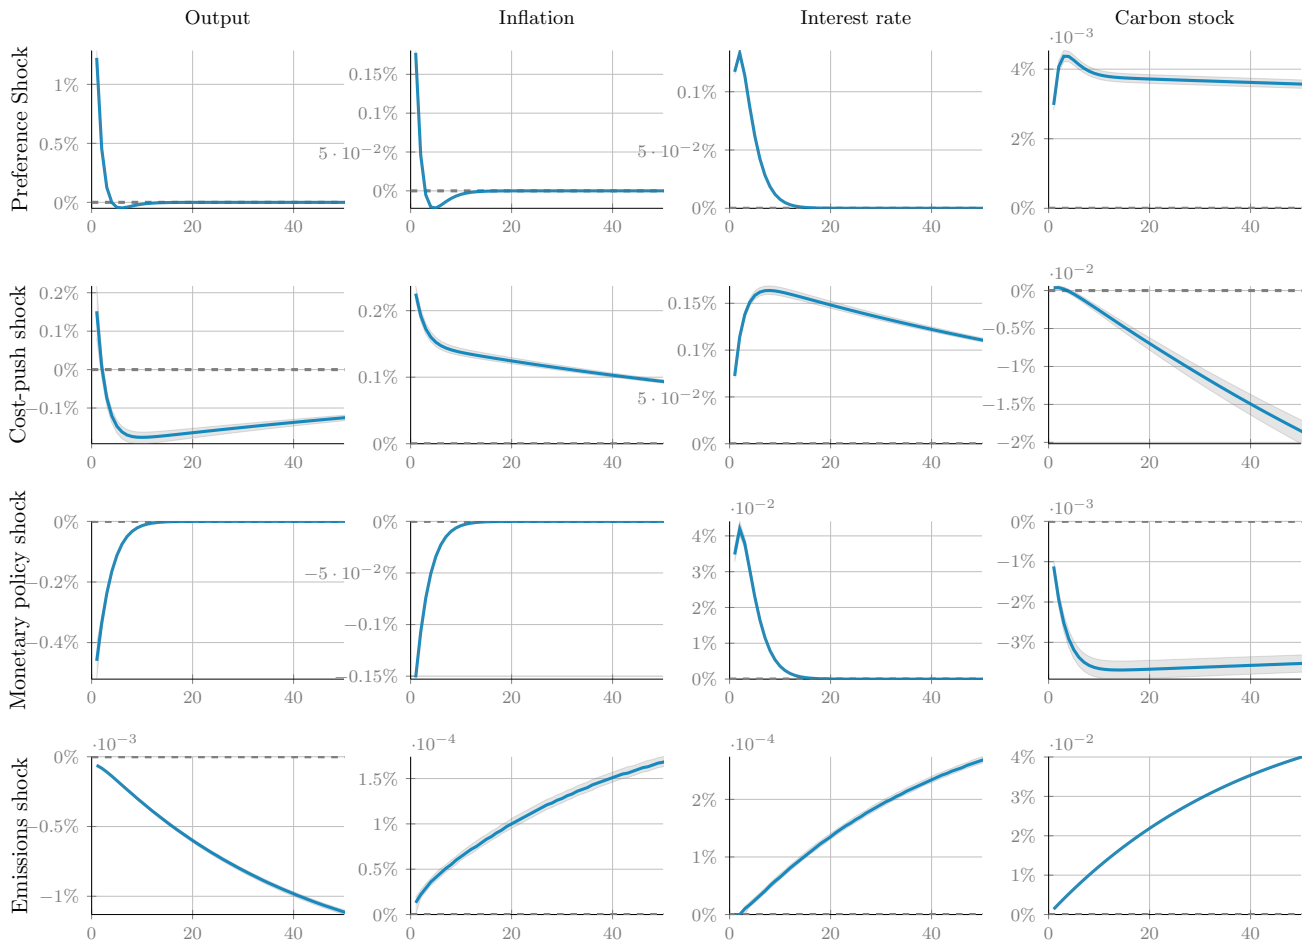 Output Inflation Interest rate Carbon stock
Preference Shock
1%
0.5%
0%
0 20 40
0.15%
0.1%
5 · 10⁻²%
0%
0 20 40
0.1%
5 · 10⁻²%
0%
0 20 40
·10⁻³
4%
2%
0%
0 20 40
Cost-push shock
0.2%
0.1%
0%
−0.1%
0 20 40
0.2%
0.1%
0%
0 20 40
0.15%
0.1%
5 · 10⁻²%
0%
0 20 40
·10⁻²
0%
−0.5%
−1%
−1.5%
−2%
0 20 40
Monetary policy shock
0%
−0.2%
−0.4%
0 20 40
0%
−5 · 10⁻²%
−0.1%
−0.15%
0 20 40
·10⁻²
4%
3%
2%
1%
0%
0 20 40
·10⁻³
0%
−1%
−2%
−3%
0 20 40
Emissions shock
·10⁻³
0%
−0.5%
−1%
0 20 40
·10⁻⁴
1.5%
1%
0.5%
0%
0 20 40
·10⁻⁴
2%
1%
0%
0 20 40
·10⁻²
4%
3%
2%
1%
0%
0 20 40